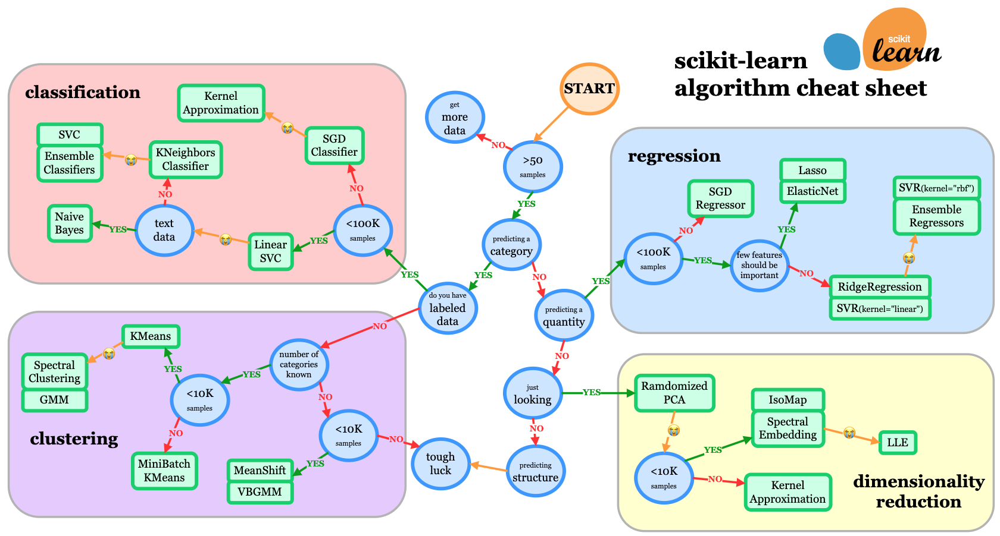 scikit
learn
scikit-learn
algorithm cheat sheet
START
get
more
data
NO
>50
samples
YES
predicting a
category
YES
NO
do you have
labeled
data
YES
NO
predicting a
quantity
YES
NO
just
looking
YES
NO
predicting
structure
tough
luck
classification
Kernel
Approximation
SVC
Ensemble
Classifiers
KNeighbors
Classifier
SGD
Classifier
NO
NO
Naive
Bayes
YES
text
data
Linear
SVC
YES
<100K
samples
regression
SGD
Regressor
Lasso
ElasticNet
SVR(kernel="rbf")
Ensemble
Regressors
<100K
samples
NO
YES
YES
few features
should be
important
NO
RidgeRegression
SVR(kernel="linear")
clustering
KMeans
Spectral
Clustering
GMM
YES
<10K
samples
YES
number of
categories
known
NO
NO
MiniBatch
KMeans
<10K
samples
NO
YES
MeanShift
VBGMM
dimensionality
reduction
Ramdomized
PCA
IsoMap
Spectral
Embedding
LLE
YES
<10K
samples
NO
Kernel
Approximation